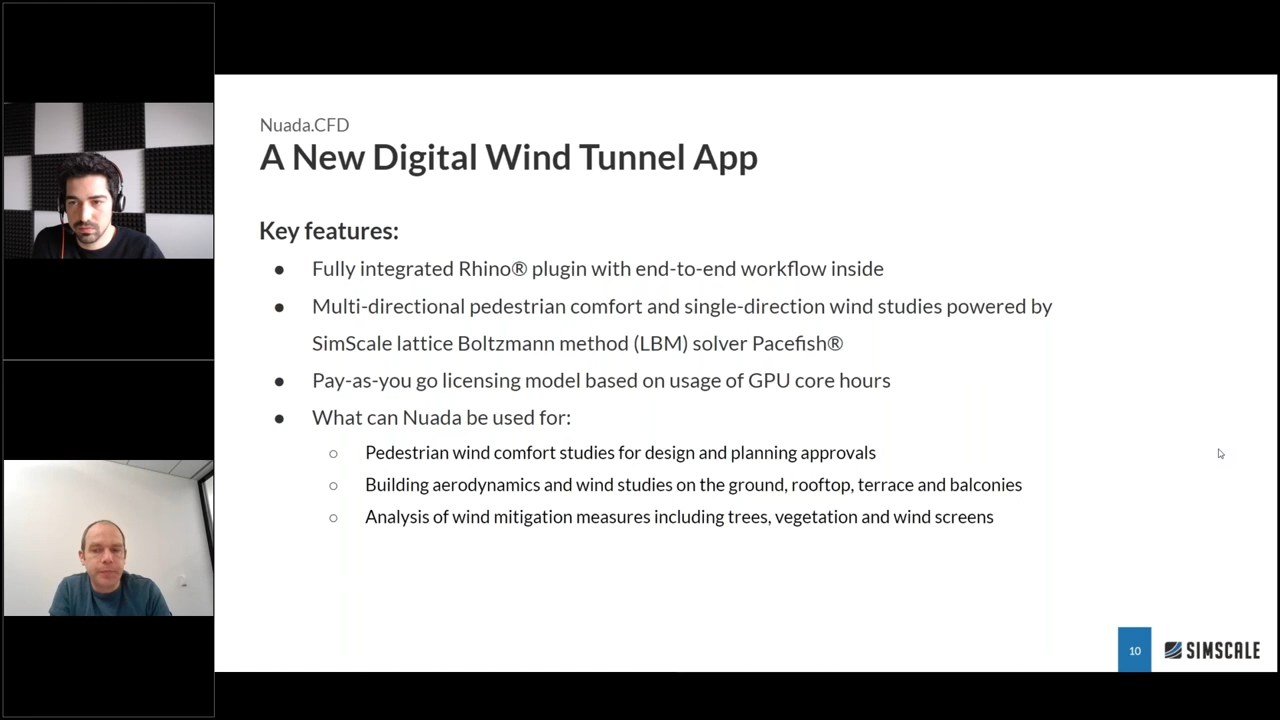 Nuada.CFD
A New Digital Wind Tunnel App
Key features:
● Fully integrated Rhino® plugin with end-to-end workflow inside
● Multi-directional pedestrian comfort and single-direction wind studies powered by
SimScale lattice Boltzmann method (LBM) solver Pacefish®
● Pay-as-you go licensing model based on usage of GPU core hours
● What can Nuada be used for:
○ Pedestrian wind comfort studies for design and planning approvals
○ Building aerodynamics and wind studies on the ground, rooftop, terrace and balconies
○ Analysis of wind mitigation measures including trees, vegetation and wind screens
10
SIMSCALE